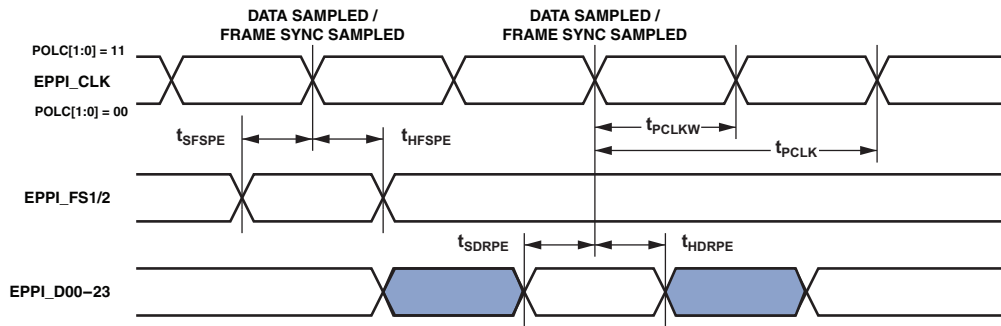 DATA SAMPLED /
FRAME SYNC SAMPLED
DATA SAMPLED /
FRAME SYNC SAMPLED
POLC[1:0] = 11
EPPI_CLK
POLC[1:0] = 00
tSFSPE
tHFSPE
tPCLKW
tPCLK
EPPI_FS1/2
tSDRPE
tHDRPE
EPPI_D00–23